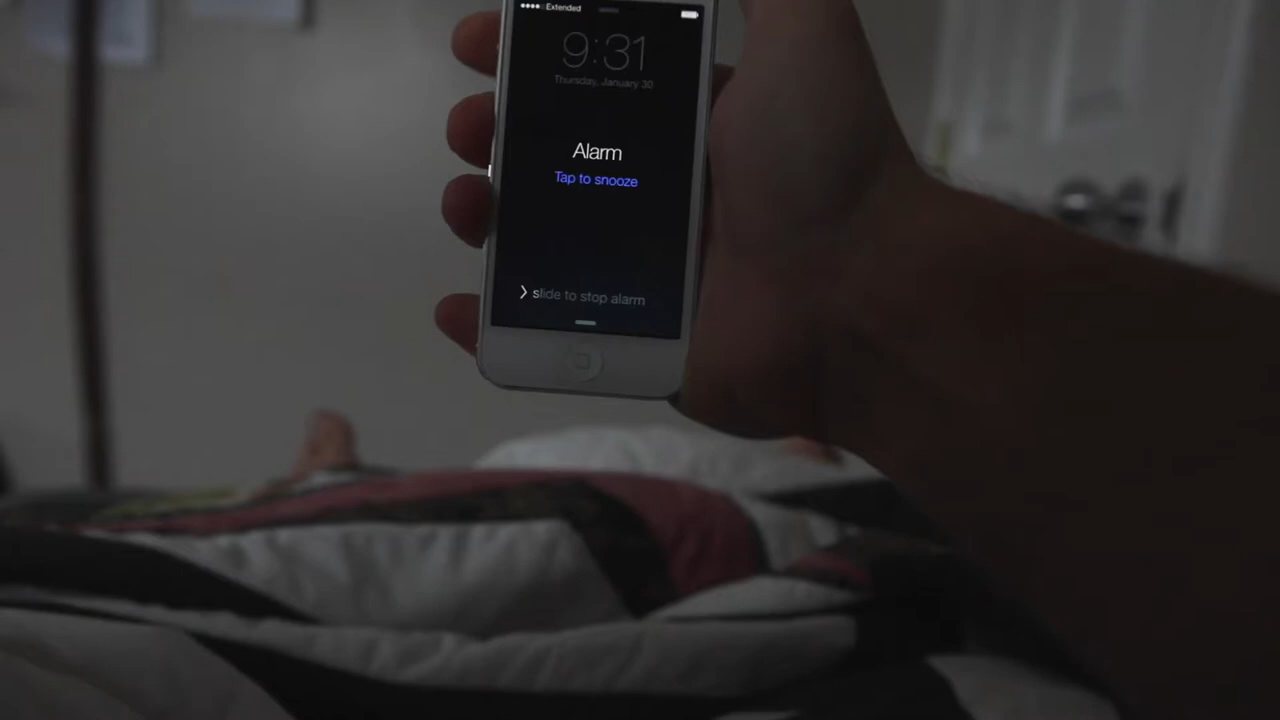 Extended
9:31
Thursday, January 30
Alarm
Tap to snooze
slide to stop alarm